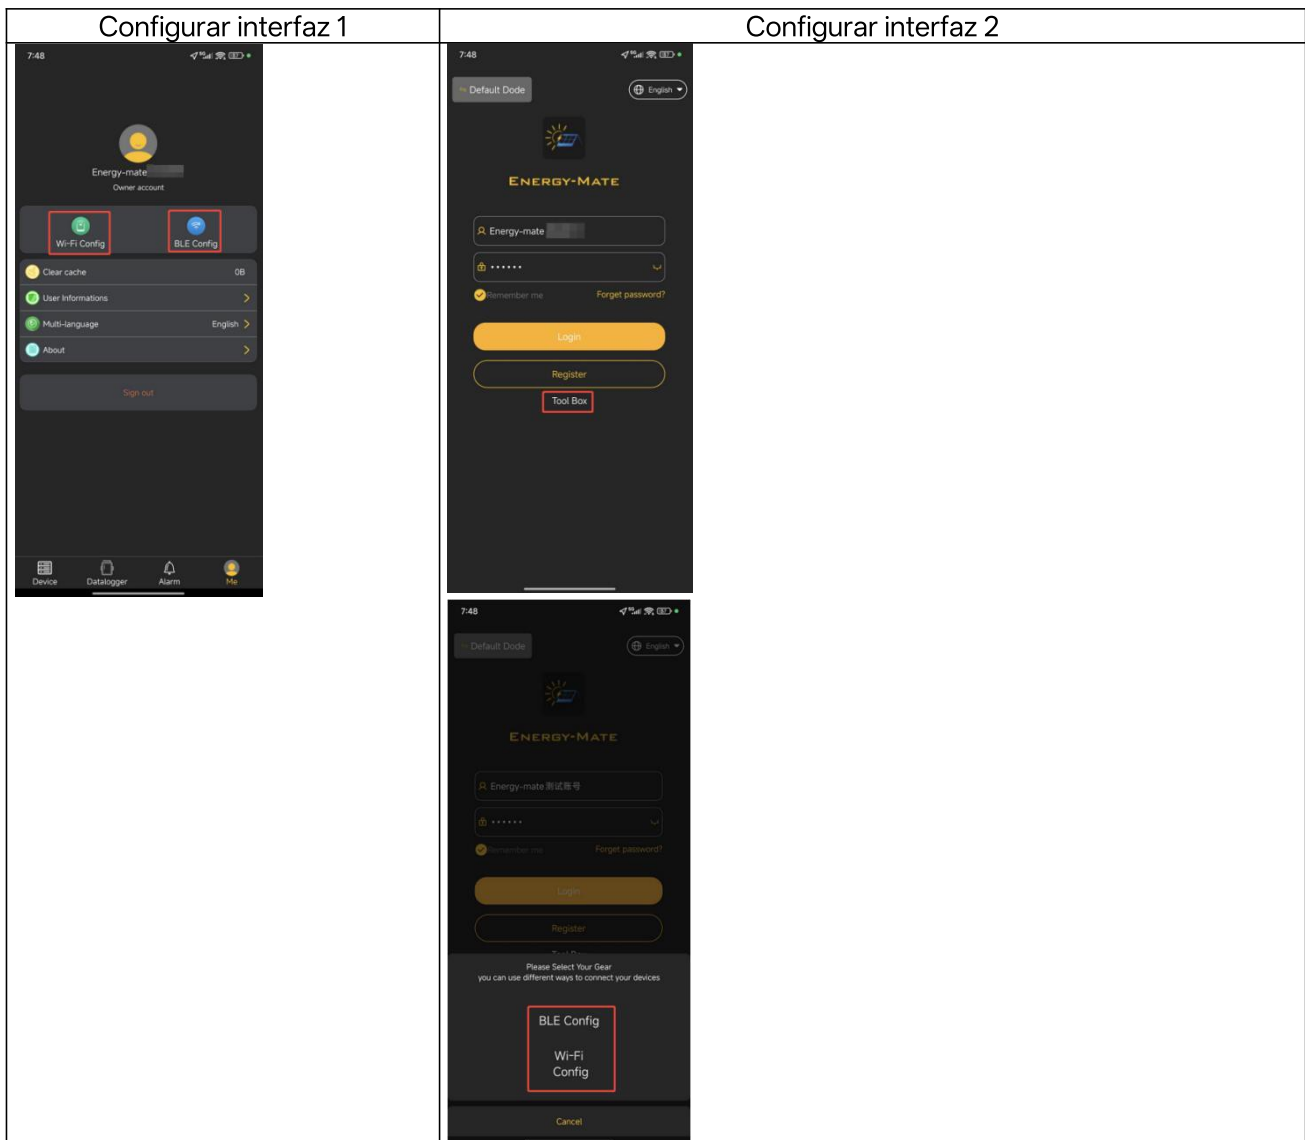 Configurar interfaz 1
Configurar interfaz 2
7:48
Energy-mate
Owner account
Wi-Fi Config
BLE Config
Clear cache
0B
User Informations
Multi-language
English
About
Sign out
Device
Datalogger
Alarm
Me
7:48
Default Dode
English
ENERGY-MATE
Energy-mate
Remember me
Forget password?
Login
Register
Tool Box
7:48
Default Dode
English
ENERGY-MATE
Energy-mate 测试账号
Remember me
Forget password?
Login
Register
Please Select Your Gear
you can use different ways to connect your devices
BLE Config
Wi-Fi
Config
Cancel